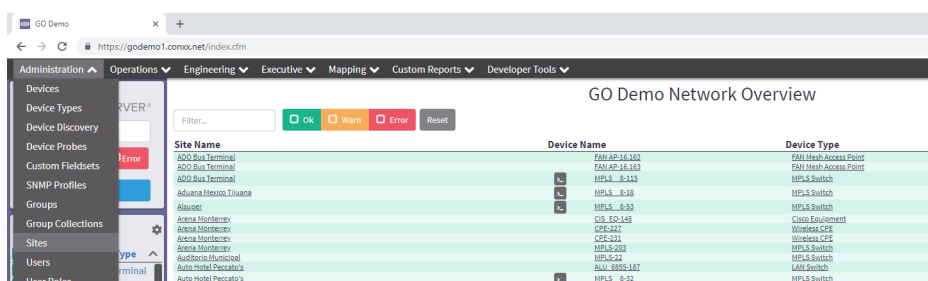 GO Demo
https://godemo1.conxx.net/index.cfm
Administration Operations Engineering Executive Mapping Custom Reports Developer Tools
Devices
Device Types
Device Discovery
Device Probes
Custom Fieldsets
SNMP Profiles
Groups
Group Collections
Sites
Users
User Roles
RVER®
Error
ype
rminal
GO Demo Network Overview
Filter... Ok Warn Error Reset
Site Name Device Name Device Type
ADO Bus Terminal FAN AP-16.162 FAN Mesh Access Point
ADO Bus Terminal FAN AP-16.163 FAN Mesh Access Point
ADO Bus Terminal MPLS 8-115 MPLS Switch
Aduana Mexico Tijuana MPLS 8-18 MPLS Switch
Alsuper MPLS 8-53 MPLS Switch
Arena Monterrey CIS EQ-148 Cisco Equipment
Arena Monterrey CPE-227 Wireless CPE
Arena Monterrey CPE-231 Wireless CPE
Arena Monterrey MPLS-203 MPLS Switch
Auditorio Municipal MPLS-22 MPLS Switch
Auto Hotel Peccato's ALU 6855-187 LAN Switch
Auto Hotel Peccato's MPLS 8-32 MPLS Switch